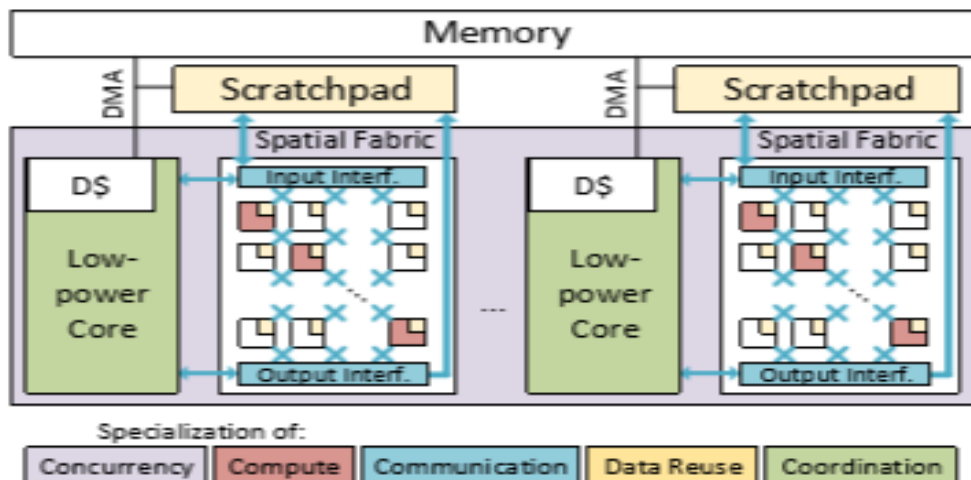 Memory
DMA
Scratchpad
DMA
Scratchpad
Spatial Fabric
Spatial Fabric
D$
Input Interf.
D$
Input Interf.
Low-
power
Core
...
...
Low-
power
Core
...
Output Interf.
Output Interf.
Specialization of:
Concurrency
Compute
Communication
Data Reuse
Coordination